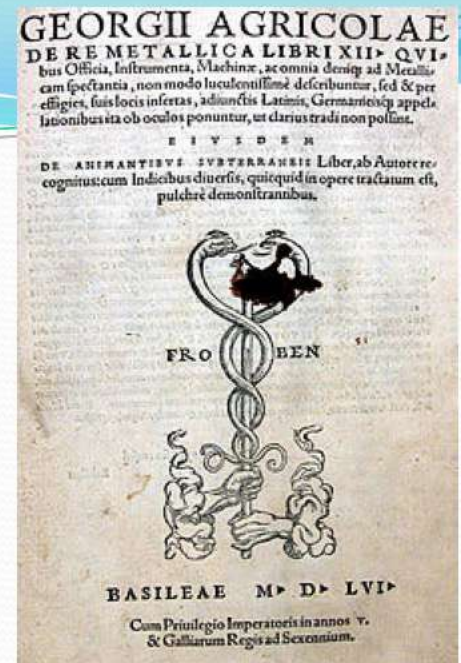 GEORGII AGRICOLAE
DE RE METALLICA LIBRI XII▸ QVI▸
bus Officia, Instrumenta, Machinæ, ac omnia deniq; ad Metalli-
cam spectantia, non modo luculentissimè describuntur, sed & per
effigies, suis locis insertas, adiunctis Latinis, Germanicisq; appel-
lationibus ita ob oculos ponuntur, ut clarius tradi non possint.
EIVSDEM
DE ANIMANTIBVS SVBTERRANEIS Liber, ab Autore re-
cognitus: cum Indicibus diuersis, quicquid in opere tractatum est,
pulchrè demonstrantibus.
FRO BEN
BASILEAE M▸ D▸ LVI▸
Cum Priuilegio Imperatoris in annos V.
& Galliarum Regis ad Sexennium.